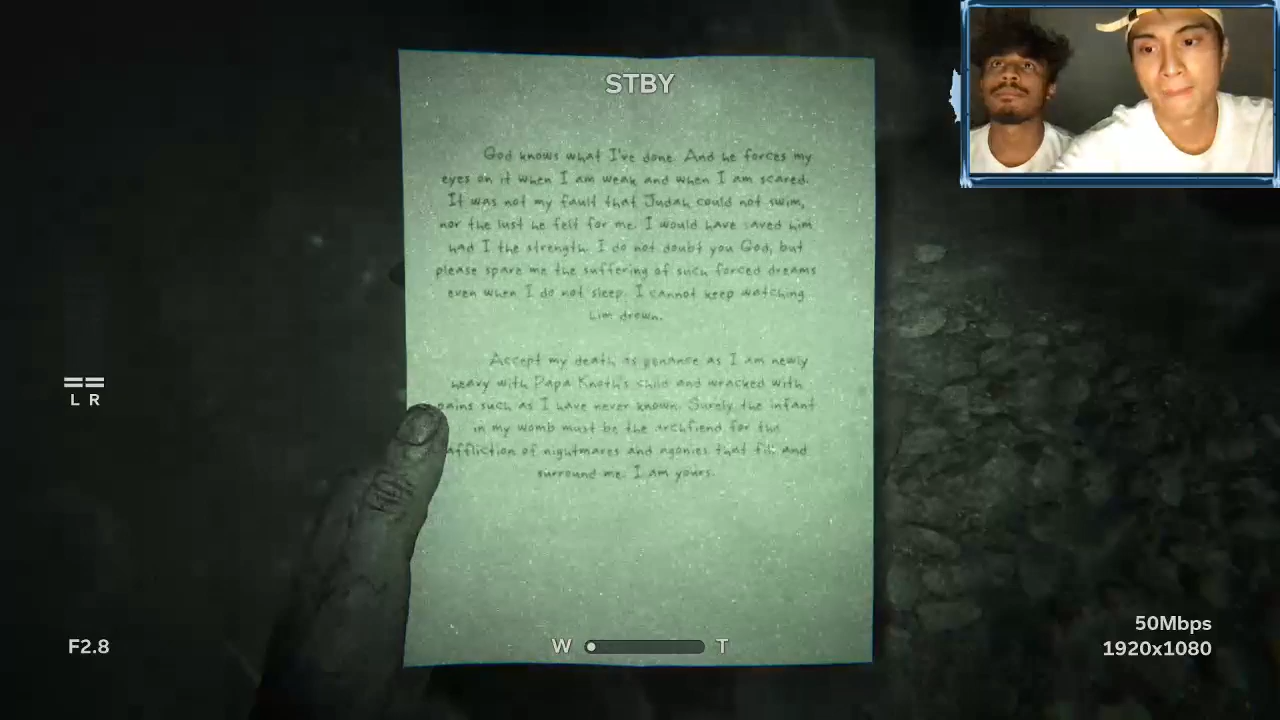 STBY
God knows what I've done. And he forces my
eyes on it when I am weak and when I am scared.
It was not my fault that Judah could not swim,
nor the lust he felt for me. I would have saved him
had I the strength. I do not doubt you God, but
please spare me the suffering of such forced dreams
even when I do not sleep. I cannot keep watching
him drown.
Accept my death as penance as I am newly
heavy with Papa Knoth's child and wracked with
pains such as I have never known. Surely the infant
in my womb must be the archfiend for the
affliction of nightmares and agonies that fill and
surround me. I am yours.
L R
F2.8
W T
50Mbps
1920x1080